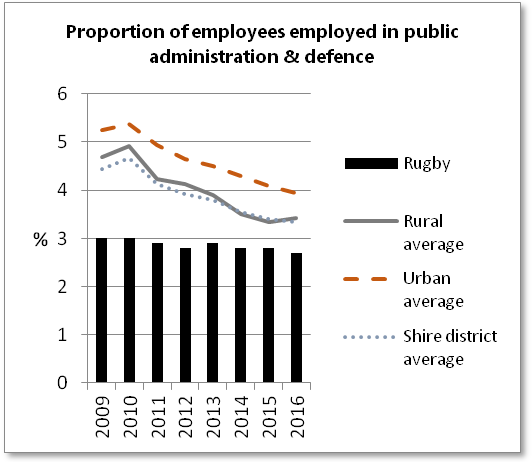 Proportion of employees employed in public
administration & defence
6
5
4
3
2
1
0
%
2009
2010
2011
2012
2013
2014
2015
2016
Rugby
Rural
average
Urban
average
Shire district
average